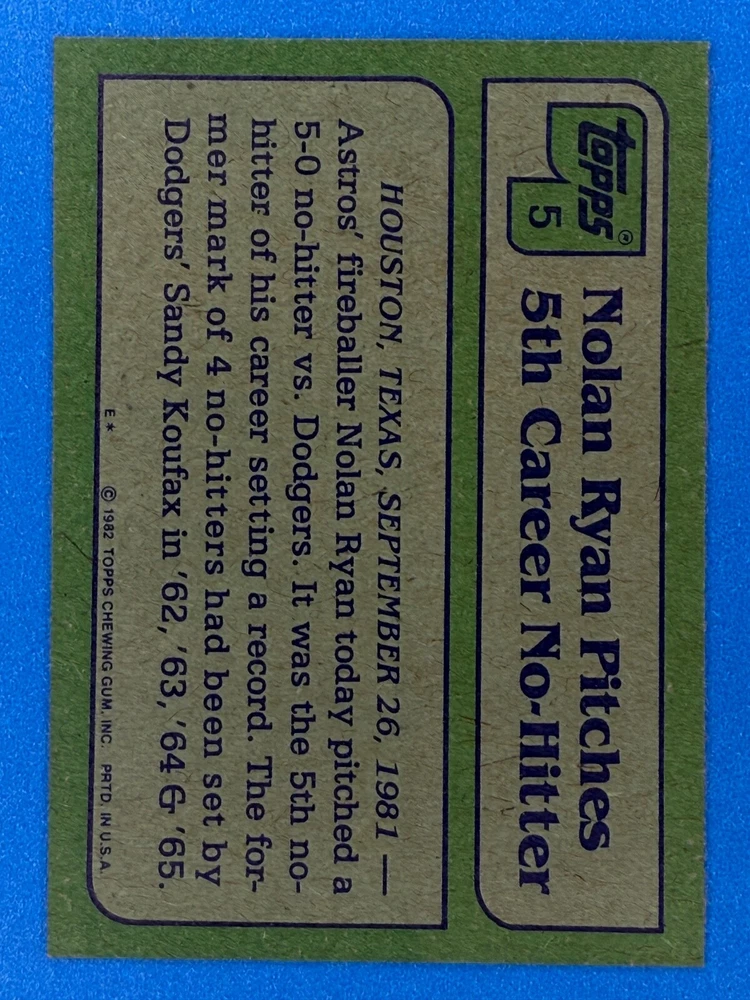 topps®
5
Nolan Ryan Pitches
5th Career No-Hitter
HOUSTON, TEXAS, SEPTEMBER 26, 1981 —
Astros' fireballer Nolan Ryan today pitched a
5-0 no-hitter vs. Dodgers. It was the 5th no-
hitter of his career setting a record. The for-
mer mark of 4 no-hitters had been set by
Dodgers' Sandy Koufax in '62, '63, '64 & '65.
E* © 1982 TOPPS CHEWING GUM, INC. PRTD. IN U.S.A.